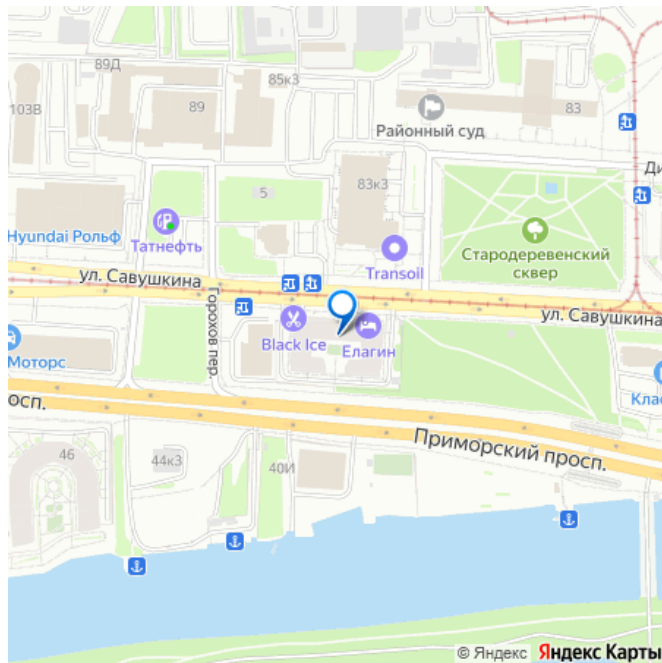 89Д
85к3
103В
89
83
Районный суд
83к3
5
Ди
Hyundai Рольф
Татнефть
Transoil
Стародеревенский
сквер
ул. Савушкина
Горохов пер.
ул. Савушкина
Black Ice
Елагин
Моторс
Клас
осп.
Приморский просп.
46
44к3
40И
© Яндекс Яндекс Карты